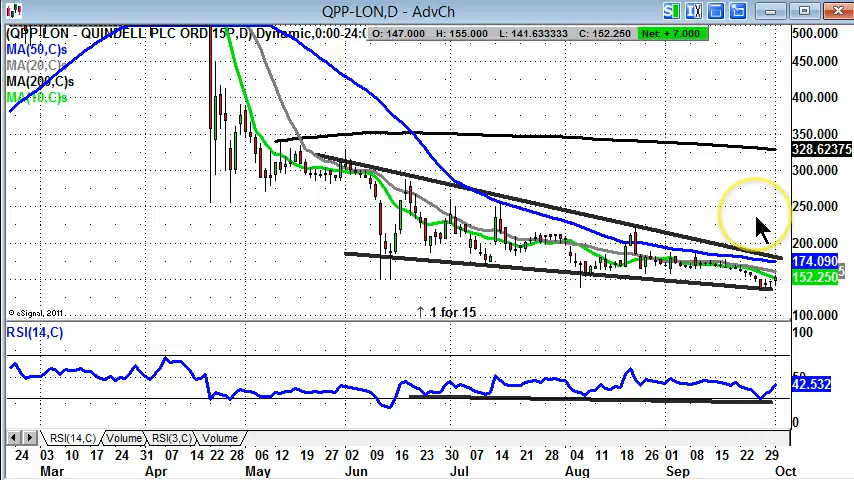 QPP-LON,D - AdvCh
(QPP-LON - QUINDELL PLC ORD 15P,D) Dynamic,0:00-24:0
O: 147.000 H: 155.000 L: 141.633333 C: 152.250 Net: + 7.000
MA(50,C)s
MA(20,C)s
MA(200,C)s
MA(10,C)s
500.000
450.000
400.000
350.000
328.62375
300.000
250.000
200.000
174.090
152.250
100.000
↑ 1 for 15
© eSignal, 2011
RSI(14,C)
100
50
42.532
0
RSI(14,C) Volume RSI(3,C) Volume
24 03 10 17 24 07 14 22 28 06 12 19 27 02 09 16 23 07 14 21 28 04 11 18 26 01 08 15 22 29
Mar Apr May Jun Jul Aug Sep Oct